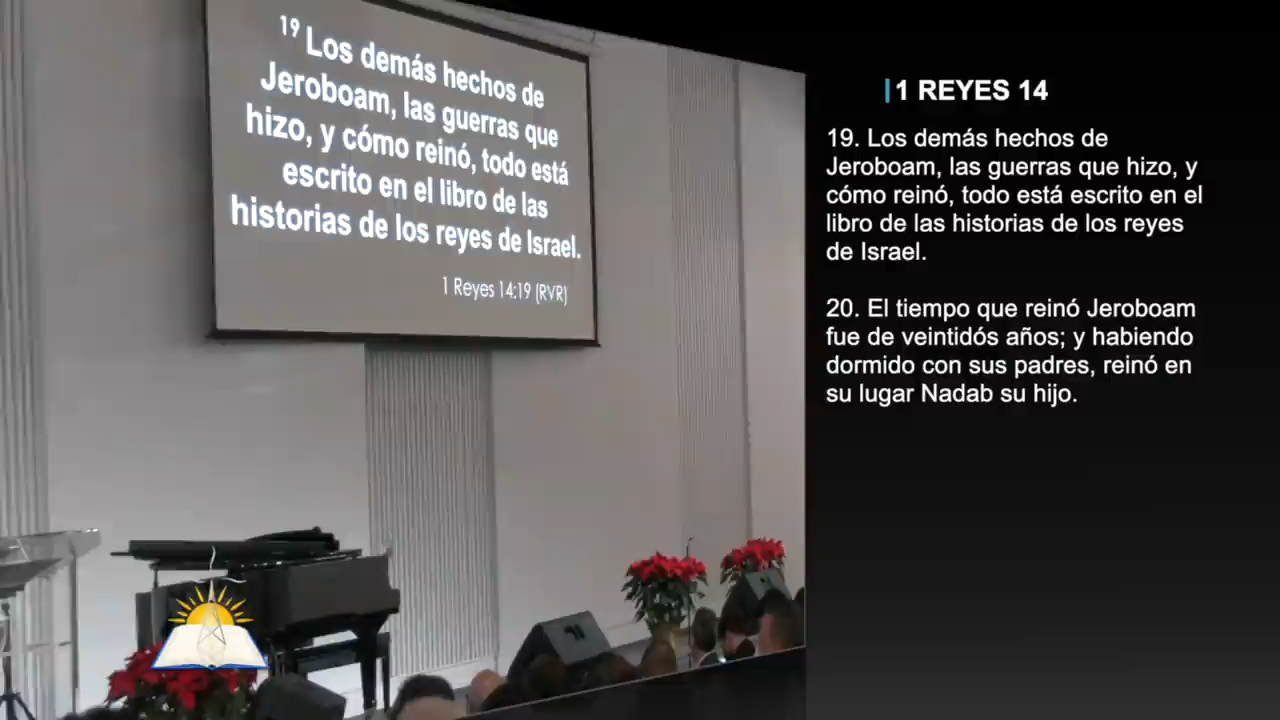 19 Los demás hechos de
Jeroboam, las guerras que
hizo, y cómo reinó, todo está
escrito en el libro de las
historias de los reyes de Israel.
1 Reyes 14:19 (RVR)
1 REYES 14
19. Los demás hechos de
Jeroboam, las guerras que hizo, y
cómo reinó, todo está escrito en el
libro de las historias de los reyes
de Israel.
20. El tiempo que reinó Jeroboam
fue de veintidós años; y habiendo
dormido con sus padres, reinó en
su lugar Nadab su hijo.